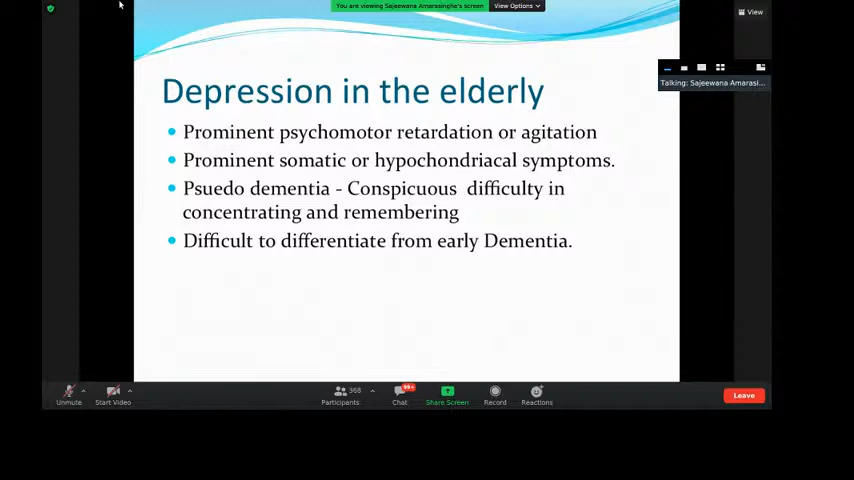 You are viewing Sajeewana Amarasinghe's screen
View Options
View
Talking: Sajeewana Amarasi...
Depression in the elderly
Prominent psychomotor retardation or agitation
Prominent somatic or hypochondriacal symptoms.
Psuedo dementia - Conspicuous difficulty in
concentrating and remembering
Difficult to differentiate from early Dementia.
Unmute
Start Video
368
Participants
99+
Chat
Share Screen
Record
Reactions
Leave